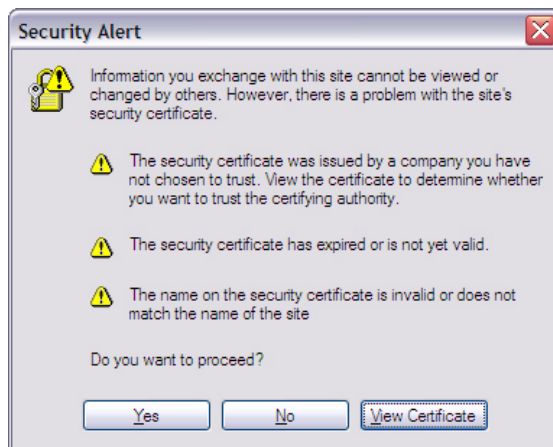 Security Alert
Information you exchange with this site cannot be viewed or
changed by others. However, there is a problem with the site's
security certificate.
The security certificate was issued by a company you have
not chosen to trust. View the certificate to determine whether
you want to trust the certifying authority.
The security certificate has expired or is not yet valid.
The name on the security certificate is invalid or does not
match the name of the site
Do you want to proceed?
Yes No View Certificate